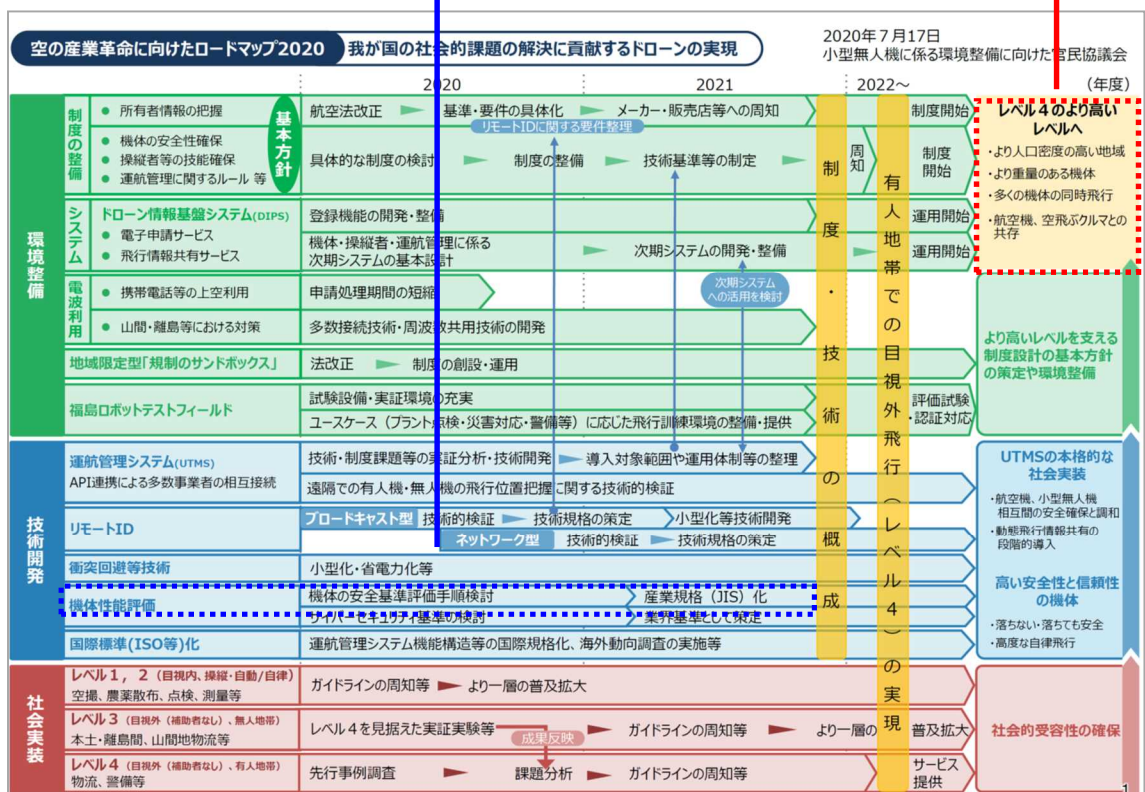 空の産業革命に向けたロードマップ2020 我が国の社会的課題の解決に貢献するドローンの実現
2020年7月17日
小型無人機に係る環境整備に向けた官民協議会
2020 2021 2022～ （年度）
環境整備
制度の整備
● 所有者情報の把握
● 機体の安全性確保
● 操縦者等の技能確保
● 運航管理に関するルール 等
基本方針
航空法改正 基準・要件の具体化 メーカー・販売店等への周知 制度開始
リモートIDに関する要件整理
具体的な制度の検討 制度の整備 技術基準等の制定 周知 制度開始
システム
ドローン情報基盤システム(DIPS)
● 電子申請サービス
● 飛行情報共有サービス
登録機能の開発・整備 運用開始
機体・操縦者・運航管理に係る
次期システムの基本設計
次期システムの開発・整備 運用開始
次期システム
への活用を検討
電波利用
● 携帯電話等の上空利用 申請処理期間の短縮
● 山間・離島等における対策 多数接続技術・周波数共用技術の開発
地域限定型「規制のサンドボックス」 法改正 制度の創設・運用
福島ロボットテストフィールド
試験設備・実証環境の充実
ユースケース（プラント点検・災害対応・警備等）に応じた飛行訓練環境の整備・提供
評価試験
・認証対応
制度・技術の概成
有人地帯での目視外飛行（レベル4）の実現
レベル4のより高い
レベルへ
・より人口密度の高い地域
・より重量のある機体
・多くの機体の同時飛行
・航空機、空飛ぶクルマとの
共存
より高いレベルを支える
制度設計の基本方針
の策定や環境整備
技術開発
運航管理システム(UTMS)
API連携による多数事業者の相互接続
技術・制度課題等の実証分析・技術開発 導入対象範囲や運用体制等の整理
遠隔での有人機・無人機の飛行位置把握に関する技術的検証
リモートID
ブロードキャスト型 技術的検証 技術規格の策定 小型化等技術開発
ネットワーク型 技術的検証 技術規格の策定
衝突回避等技術 小型化・省電力化等
機体性能評価
機体の安全基準評価手順検討 産業規格（JIS）化
サイバーセキュリティ基準の検討 業界基準として策定
国際標準(ISO等)化 運航管理システム機能構造等の国際規格化、海外動向調査の実施等
UTMSの本格的な
社会実装
・航空機、小型無人機
相互間の安全確保と調和
・動態飛行情報共有の
段階的導入
高い安全性と信頼性
の機体
・落ちない・落ちても安全
・高度な自律飛行
社会実装
レベル1，2（目視内、操縦・自動/自律）
空撮、農薬散布、点検、測量等
ガイドラインの周知等 より一層の普及拡大
レベル3（目視外（補助者なし）、無人地帯）
本土・離島間、山間地物流等
レベル4を見据えた実証実験等 ガイドラインの周知等 より一層の 普及拡大
成果反映
レベル4（目視外（補助者なし）、有人地帯）
物流、警備等
先行事例調査 課題分析 ガイドラインの周知等
サービス
提供
社会的受容性の確保
1